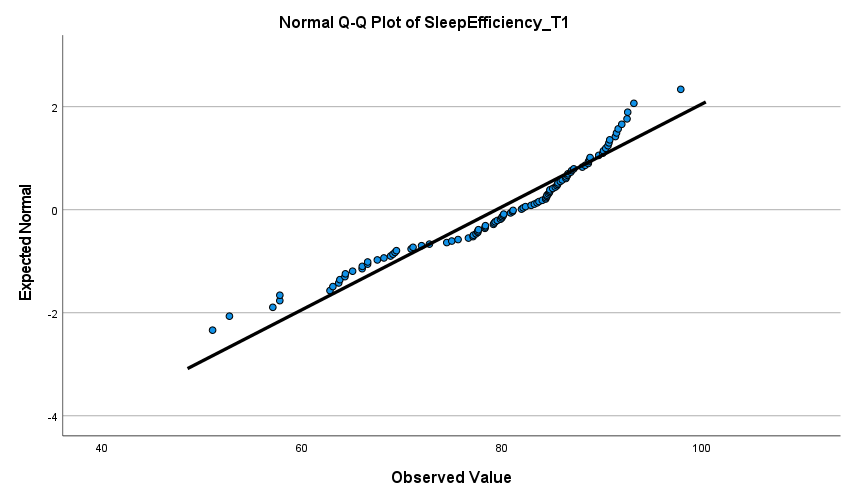 Normal Q-Q Plot of SleepEfficiency_T1
Expected Normal
2
0
-2
-4
40 60 80 100
Observed Value